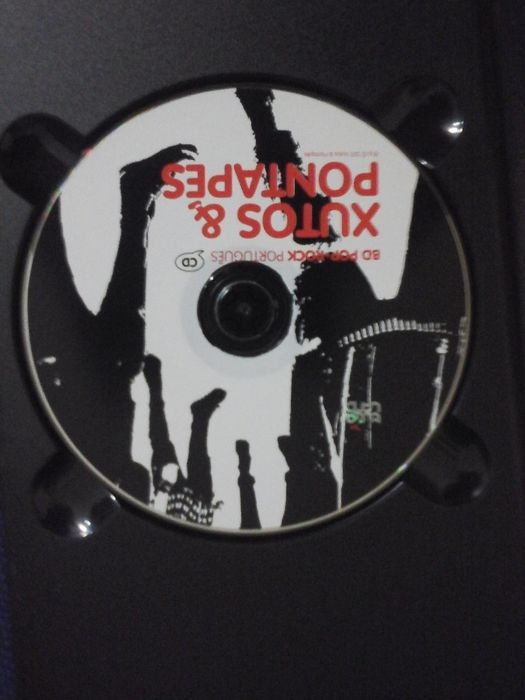 BD POP ROCK PORTUGUÊS
CD
XUTOS &
PONTAPÉS